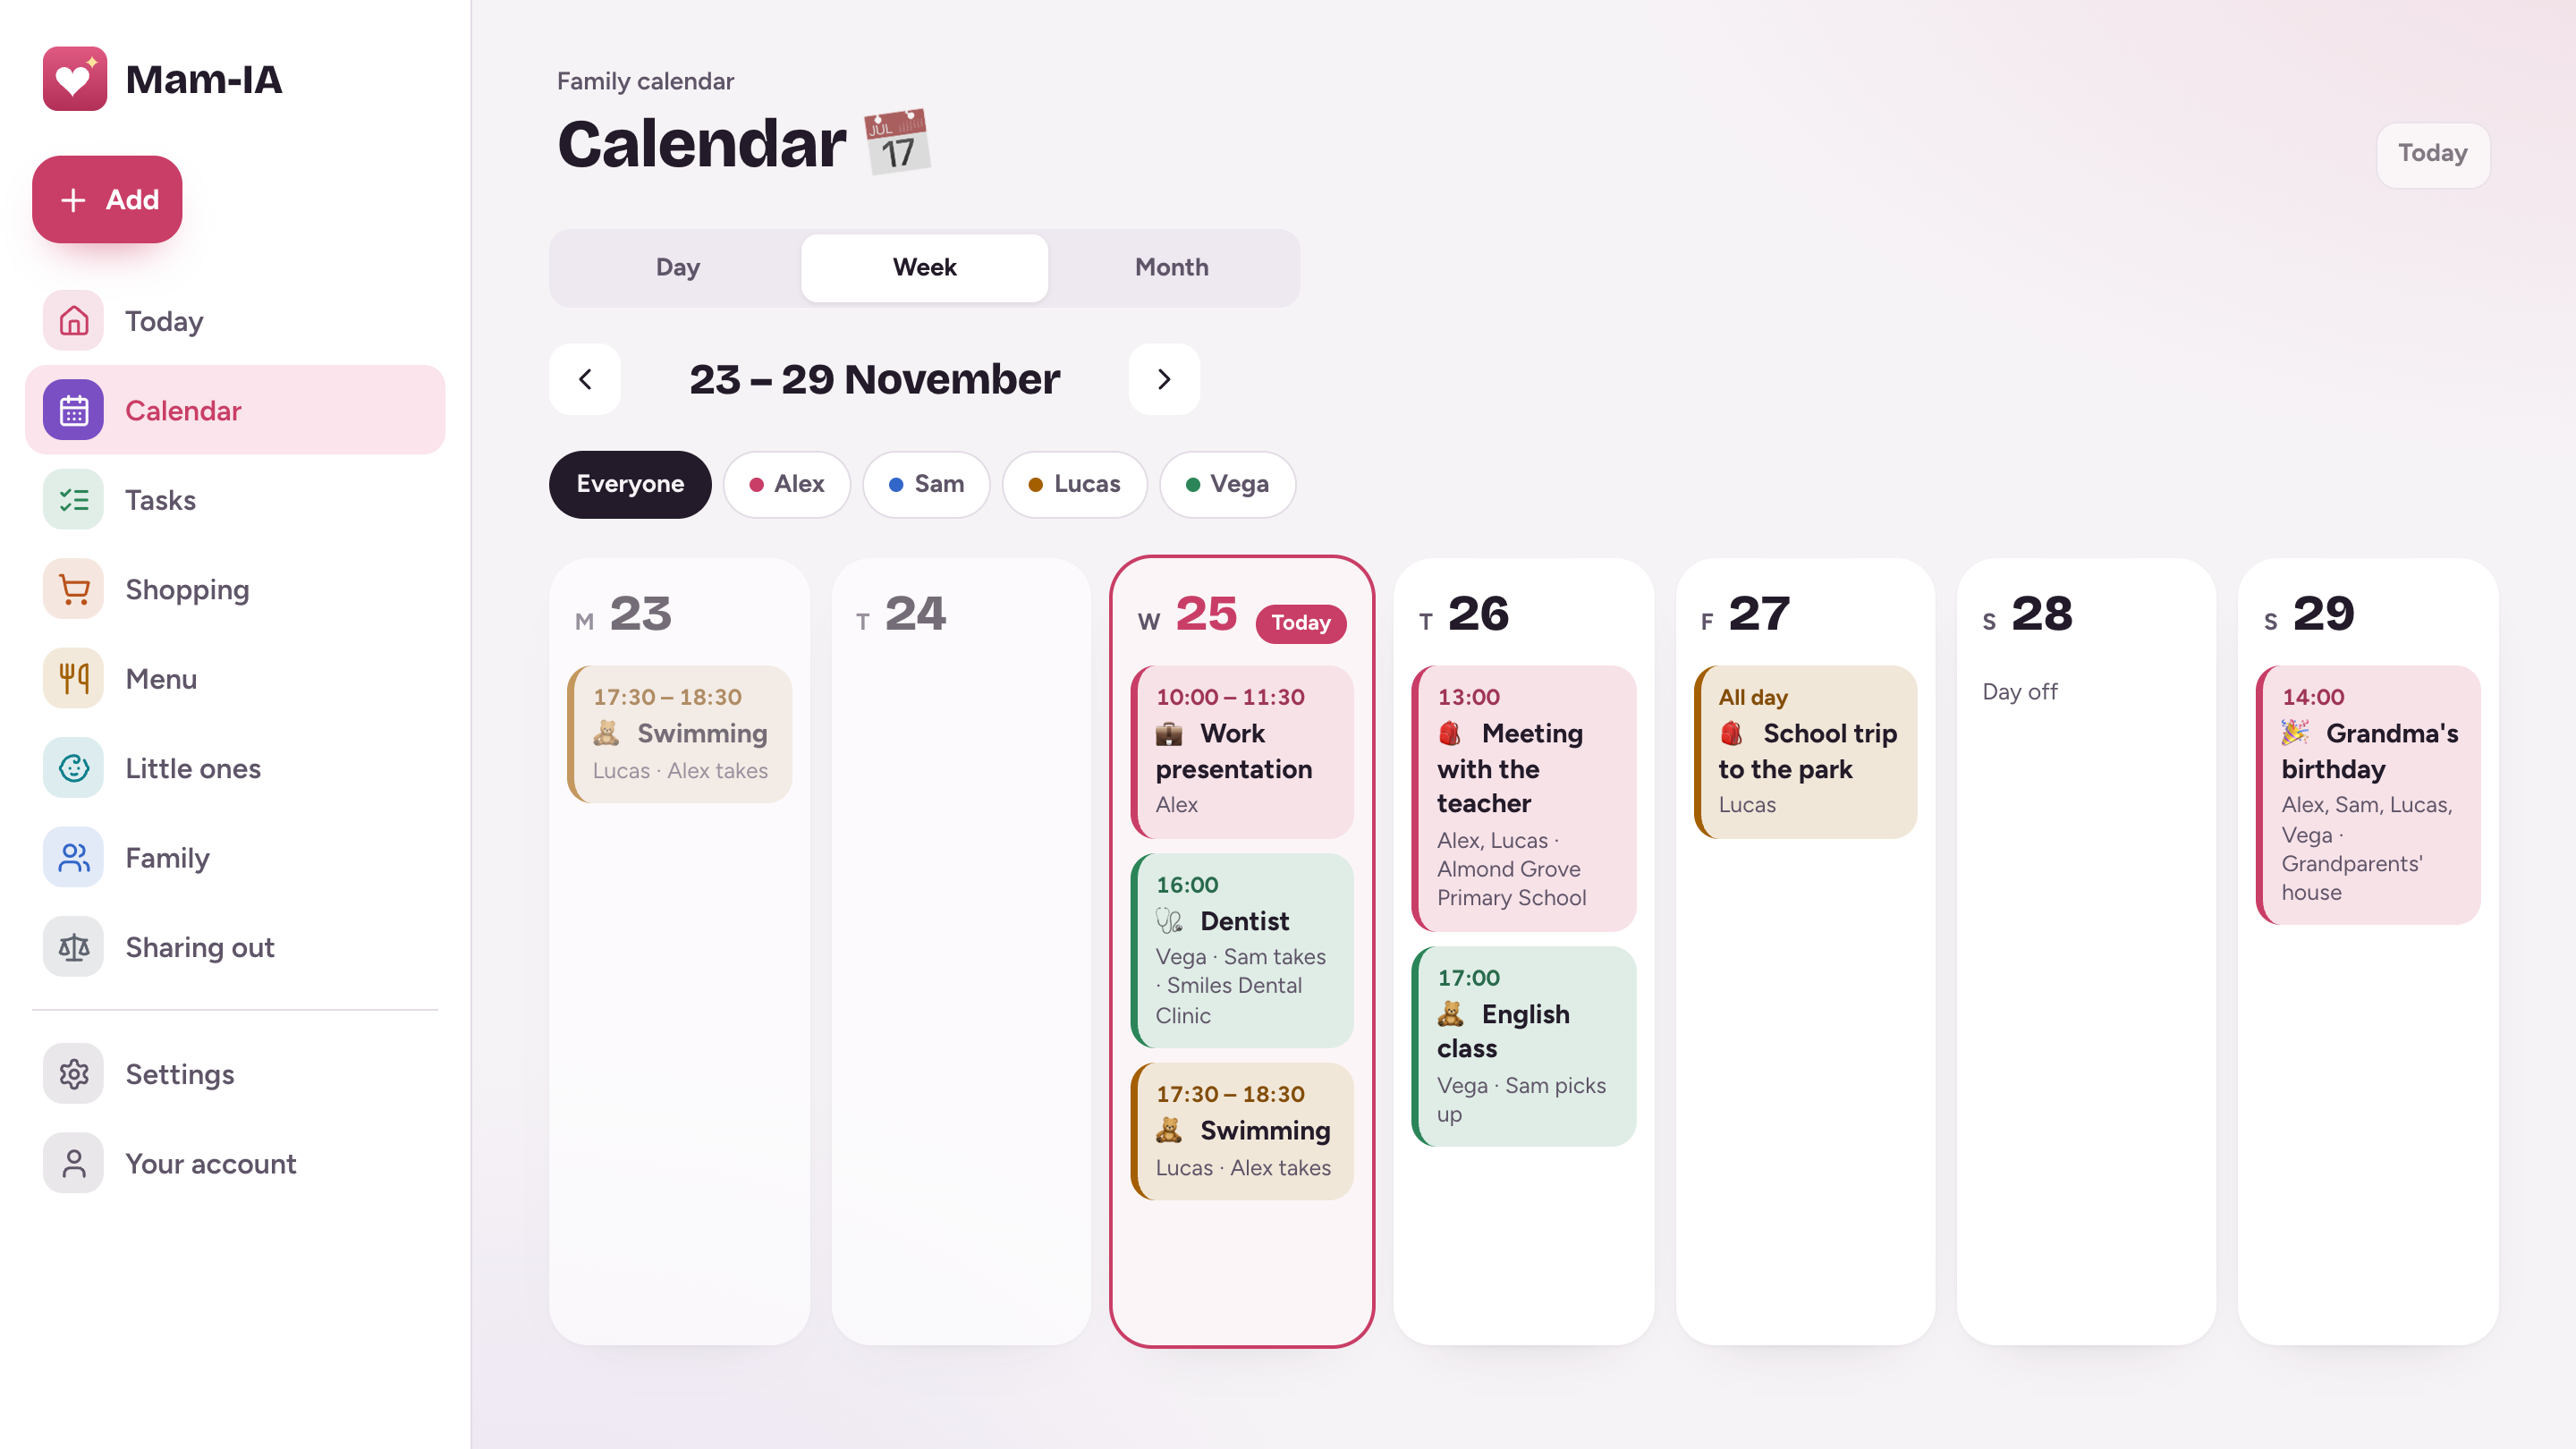 Mam-IA
Add
Today
Calendar
Tasks
Shopping
Menu
Little ones
Family
Sharing out
Settings
Your account
Family calendar
Calendar
JUL
17
Today
Day
Week
Month
23 – 29 November
Everyone
Alex
Sam
Lucas
Vega
M 23
17:30 – 18:30
Swimming
Lucas · Alex takes
T 24
W 25 Today
10:00 – 11:30
Work
presentation
Alex
16:00
Dentist
Vega · Sam takes
· Smiles Dental
Clinic
17:30 – 18:30
Swimming
Lucas · Alex takes
T 26
13:00
Meeting
with the
teacher
Alex, Lucas ·
Almond Grove
Primary School
17:00
English
class
Vega · Sam picks
up
F 27
All day
School trip
to the park
Lucas
S 28
Day off
S 29
14:00
Grandma's
birthday
Alex, Sam, Lucas,
Vega ·
Grandparents'
house